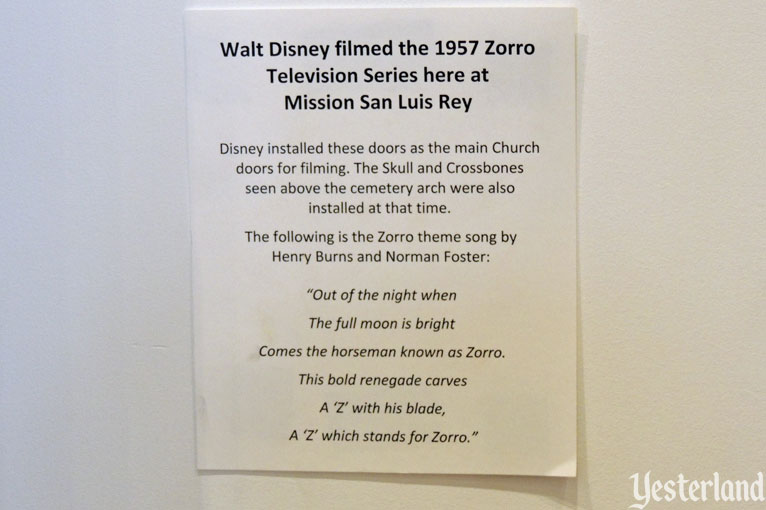 Walt Disney filmed the 1957 Zorro
Television Series here at
Mission San Luis Rey
Disney installed these doors as the main Church
doors for filming. The Skull and Crossbones
seen above the cemetery arch were also
installed at that time.
The following is the Zorro theme song by
Henry Burns and Norman Foster:
“Out of the night when
The full moon is bright
Comes the horseman known as Zorro.
This bold renegade carves
A ‘Z’ with his blade,
A ‘Z’ which stands for Zorro.”
Yesterland